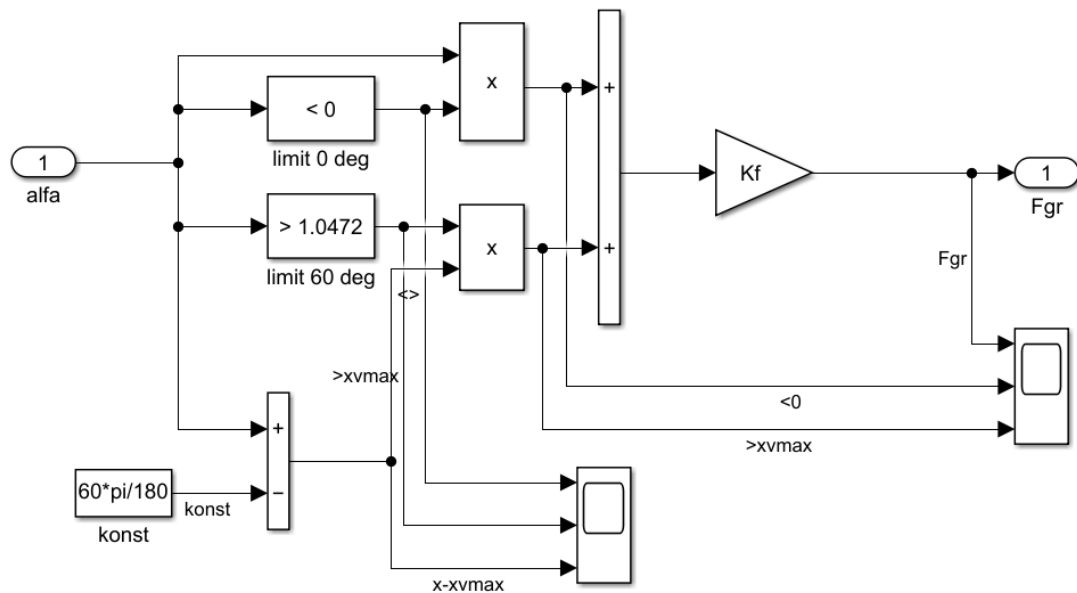 x
+
< 0
limit 0 deg
1
alfa
Kf
1
Fgr
> 1.0472
limit 60 deg
x
+
Fgr
<>
>xvmax
<0
>xvmax
+
60*pi/180
konst
−
konst
x-xvmax